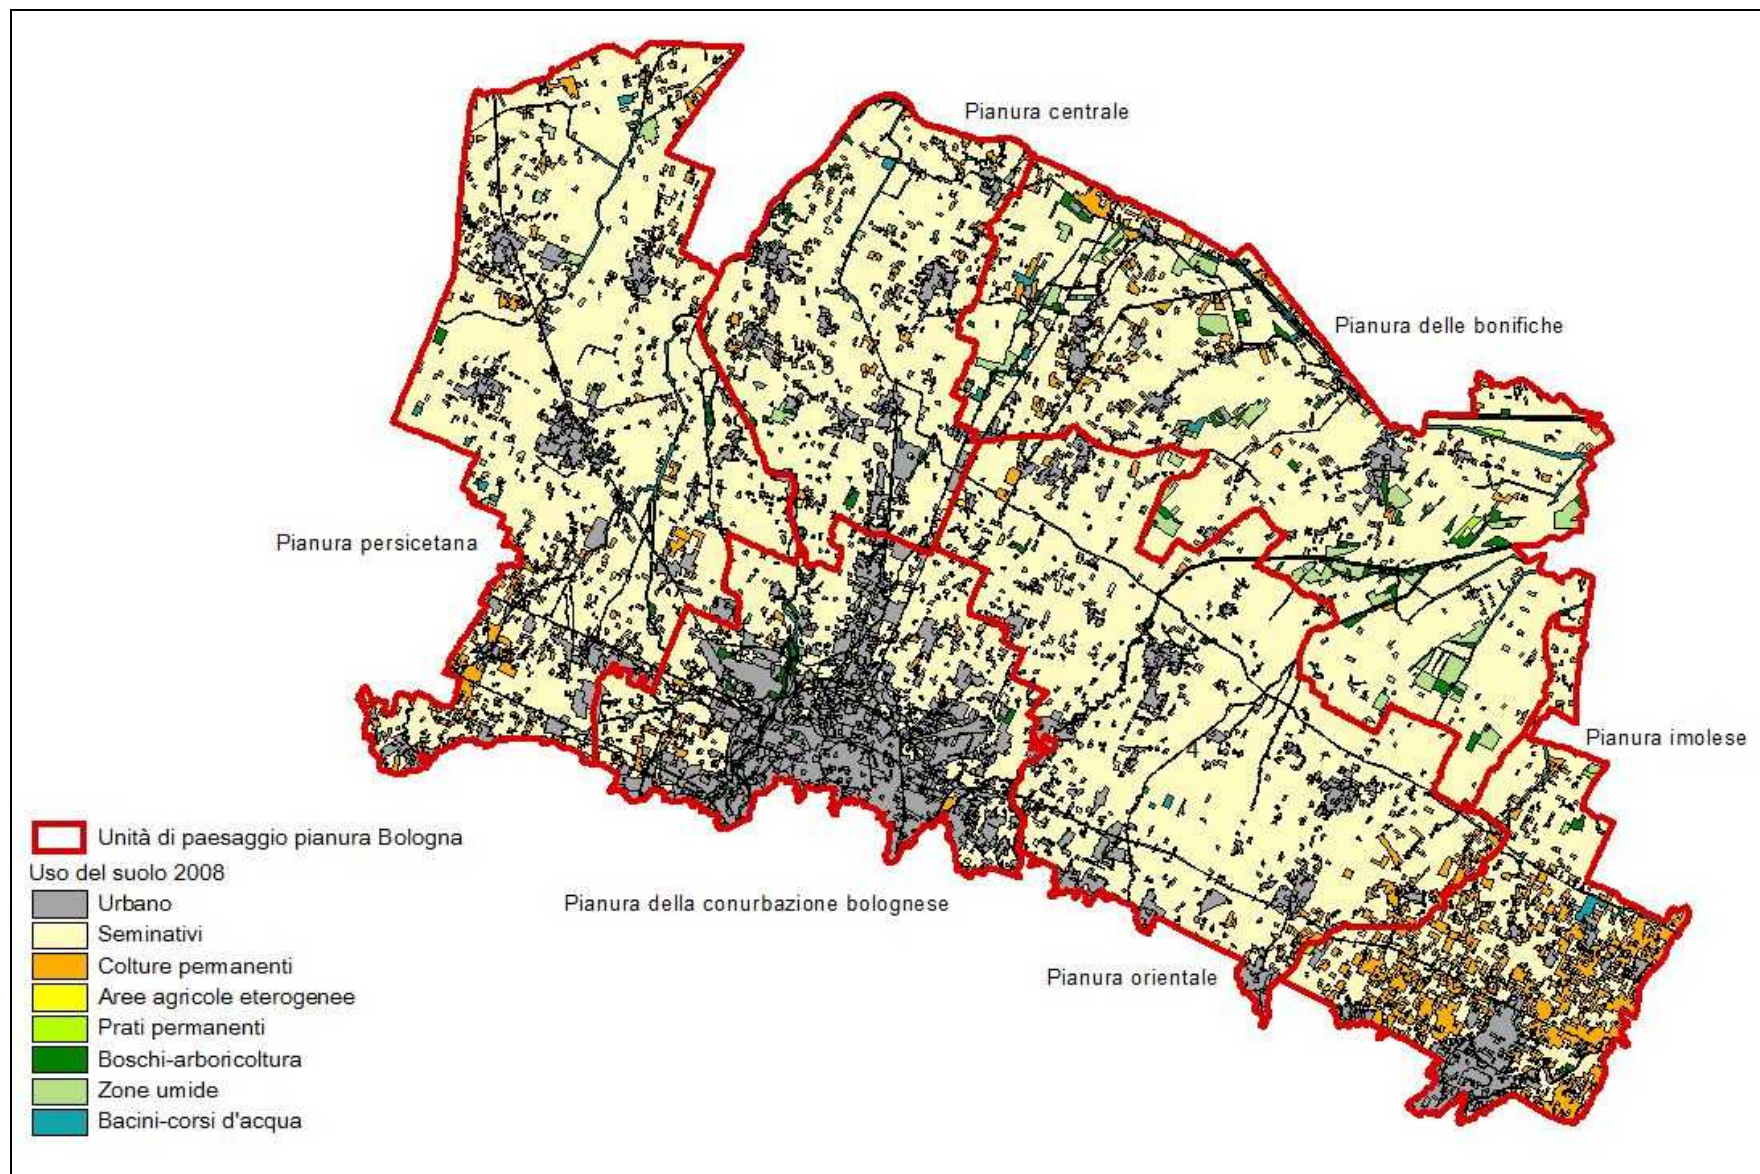 Pianura centrale
Pianura delle bonifiche
3
Pianura persicetana
Pianura imolese
4
Unità di paesaggio pianura Bologna
Uso del suolo 2008
Urbano
Seminativi
Colture permanenti
Aree agricole eterogenee
Prati permanenti
Boschi-arboricoltura
Zone umide
Bacini-corsi d'acqua
Pianura della conurbazione bolognese
Pianura orientale